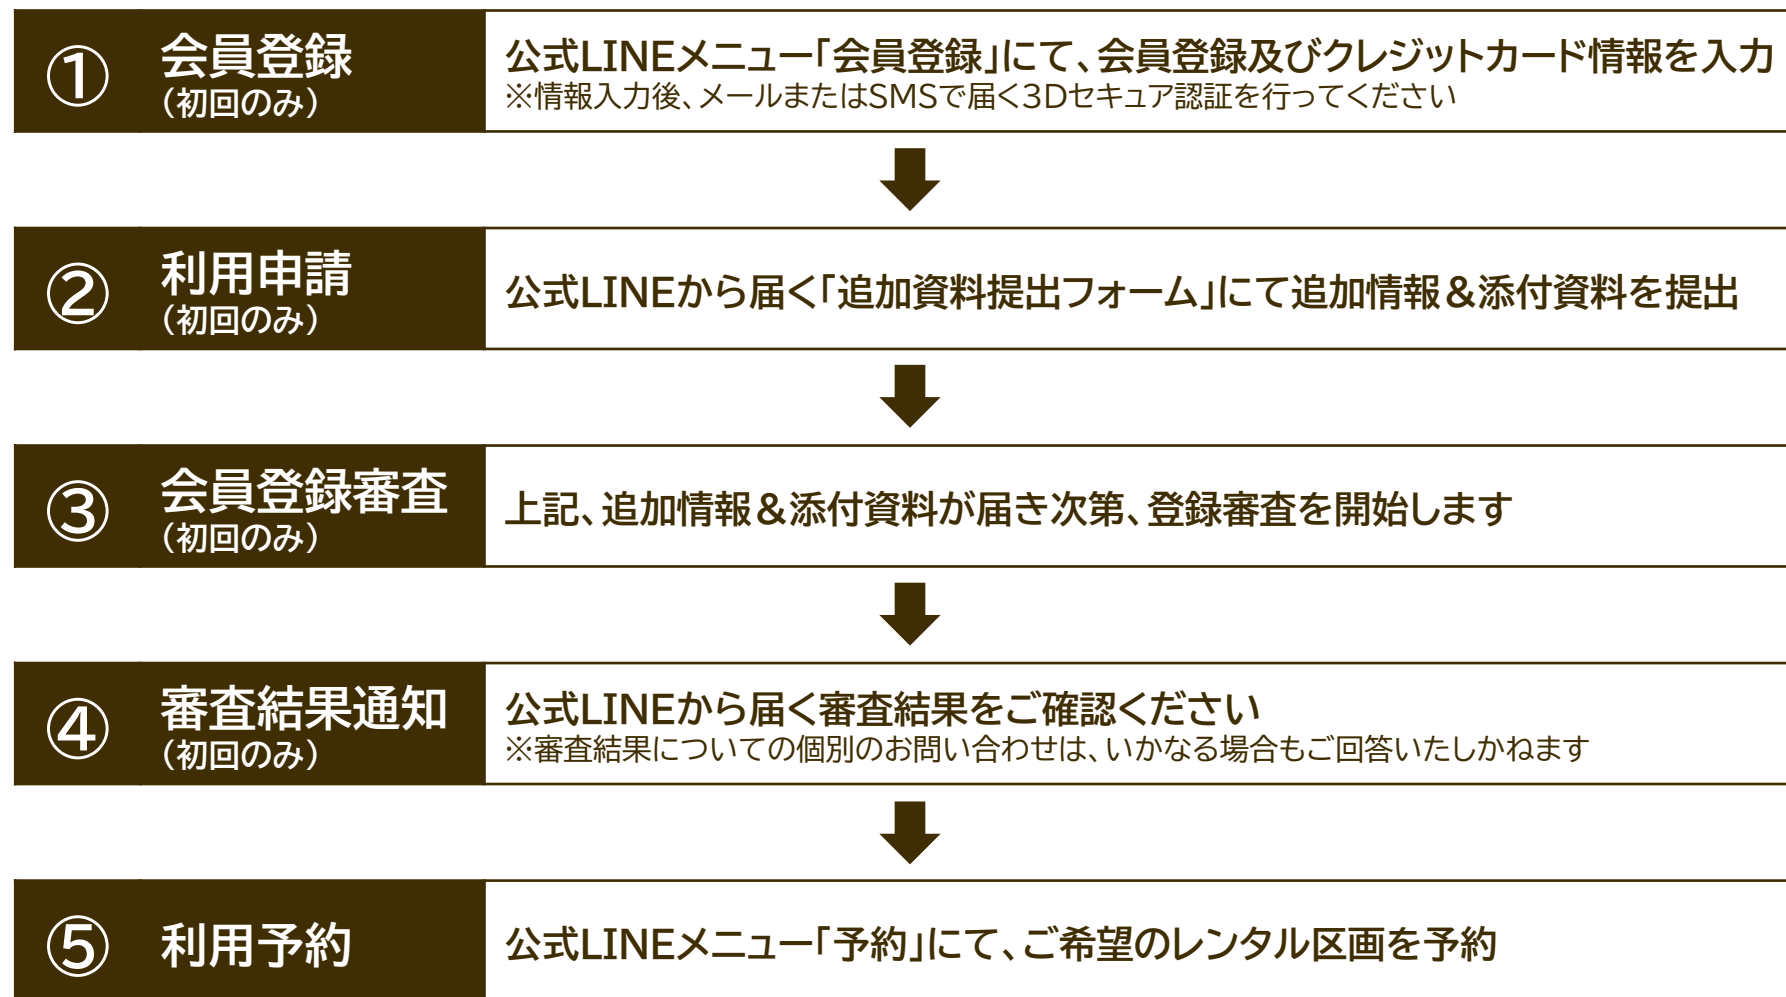 ①
会員登録
(初回のみ)
公式LINEメニュー「会員登録」にて、会員登録及びクレジットカード情報を入力
※情報入力後、メールまたはSMSで届く3Dセキュア認証を行ってください
②
利用申請
(初回のみ)
公式LINEから届く「追加資料提出フォーム」にて追加情報&添付資料を提出
③
会員登録審査
(初回のみ)
上記、追加情報&添付資料が届き次第、登録審査を開始します
④
審査結果通知
(初回のみ)
公式LINEから届く審査結果をご確認ください
※審査結果についての個別のお問い合わせは、いかなる場合もご回答いたしかねます
⑤
利用予約
公式LINEメニュー「予約」にて、ご希望のレンタル区画を予約